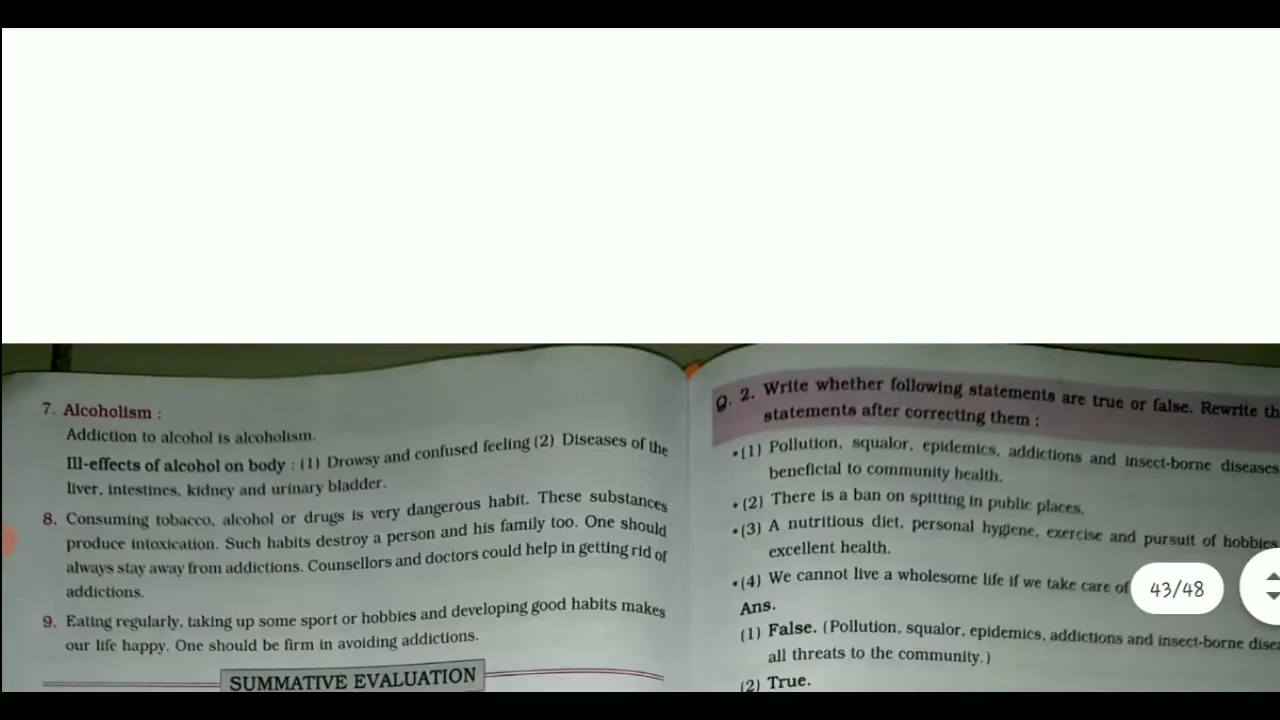 7. Alcoholism :
Addiction to alcohol is alcoholism.
Ill-effects of alcohol on body : (1) Drowsy and confused feeling (2) Diseases of the
liver, intestines, kidney and urinary bladder.
8. Consuming tobacco, alcohol or drugs is very dangerous habit. These substances
produce intoxication. Such habits destroy a person and his family too. One should
always stay away from addictions. Counsellors and doctors could help in getting rid of
addictions.
9. Eating regularly, taking up some sport or hobbies and developing good habits makes
our life happy. One should be firm in avoiding addictions.
SUMMATIVE EVALUATION
Q. 2. Write whether following statements are true or false. Rewrite th
statements after correcting them :
*(1) Pollution, squalor, epidemics, addictions and insect-borne diseases
beneficial to community health.
*(2) There is a ban on spitting in public places.
*(3) A nutritious diet, personal hygiene, exercise and pursuit of hobbies
excellent health.
*(4) We cannot live a wholesome life if we take care of
43/48
Ans.
(1) False. (Pollution, squalor, epidemics, addictions and insect-borne disea
all threats to the community.)
(2) True.